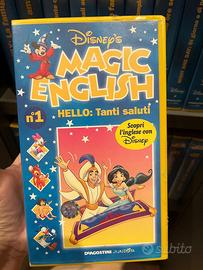 Disney's
MAGIC
ENGLISH
n°1
HELLO: Tanti saluti
Scopri
l'inglese con
Disney
DEAGOSTINI
subito